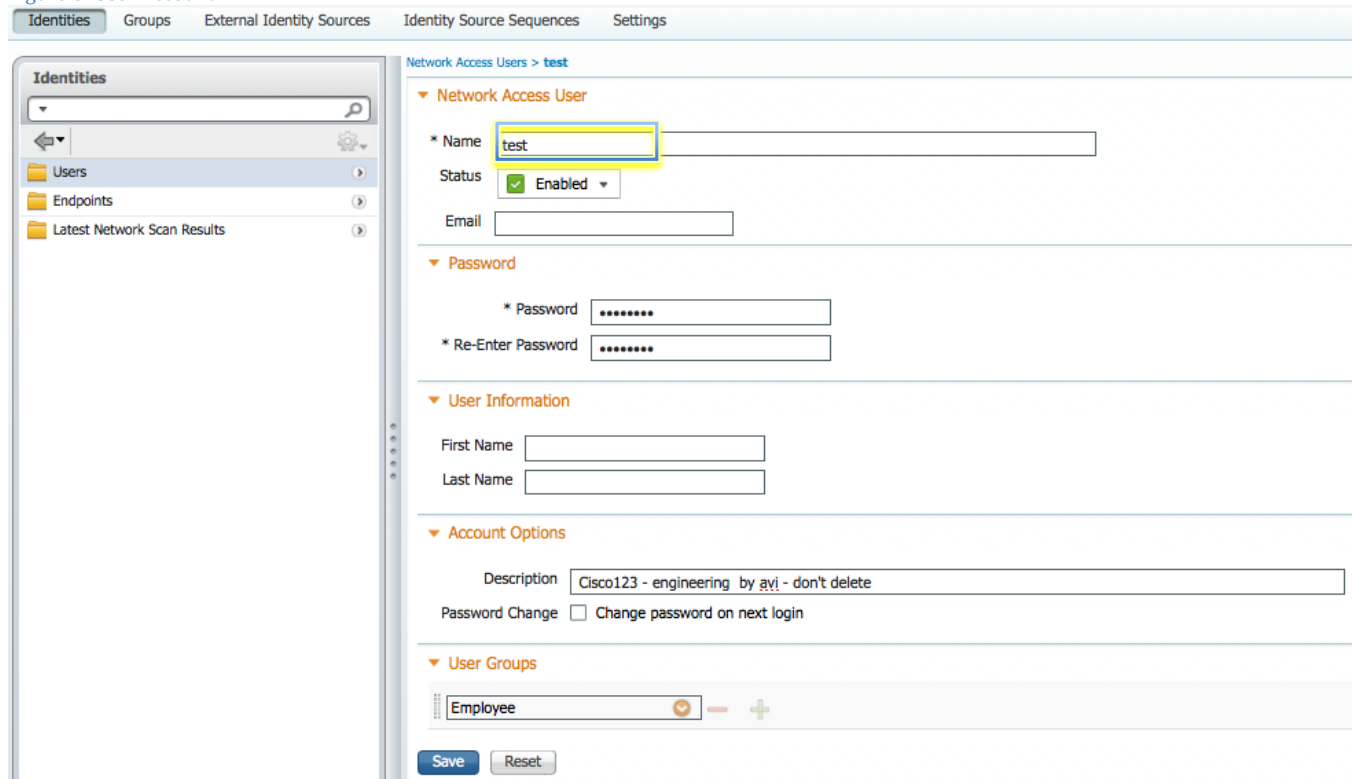 Identities Groups External Identity Sources Identity Source Sequences Settings
Identities
Users
Endpoints
Latest Network Scan Results
Network Access Users > test
Network Access User
* Name test
Status Enabled
Email
Password
* Password ••••••••
* Re-Enter Password ••••••••
User Information
First Name
Last Name
Account Options
Description Cisco123 - engineering by avi - don't delete
Password Change Change password on next login
User Groups
Employee
Save Reset